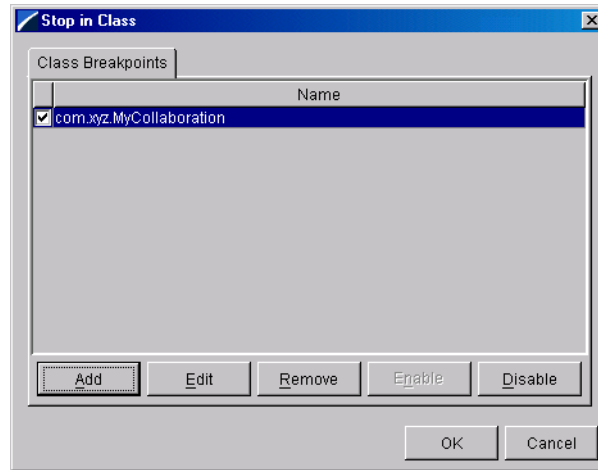 Stop in Class
Class Breakpoints
Name
com.xyz.MyCollaboration
Add Edit Remove Enable Disable
OK Cancel